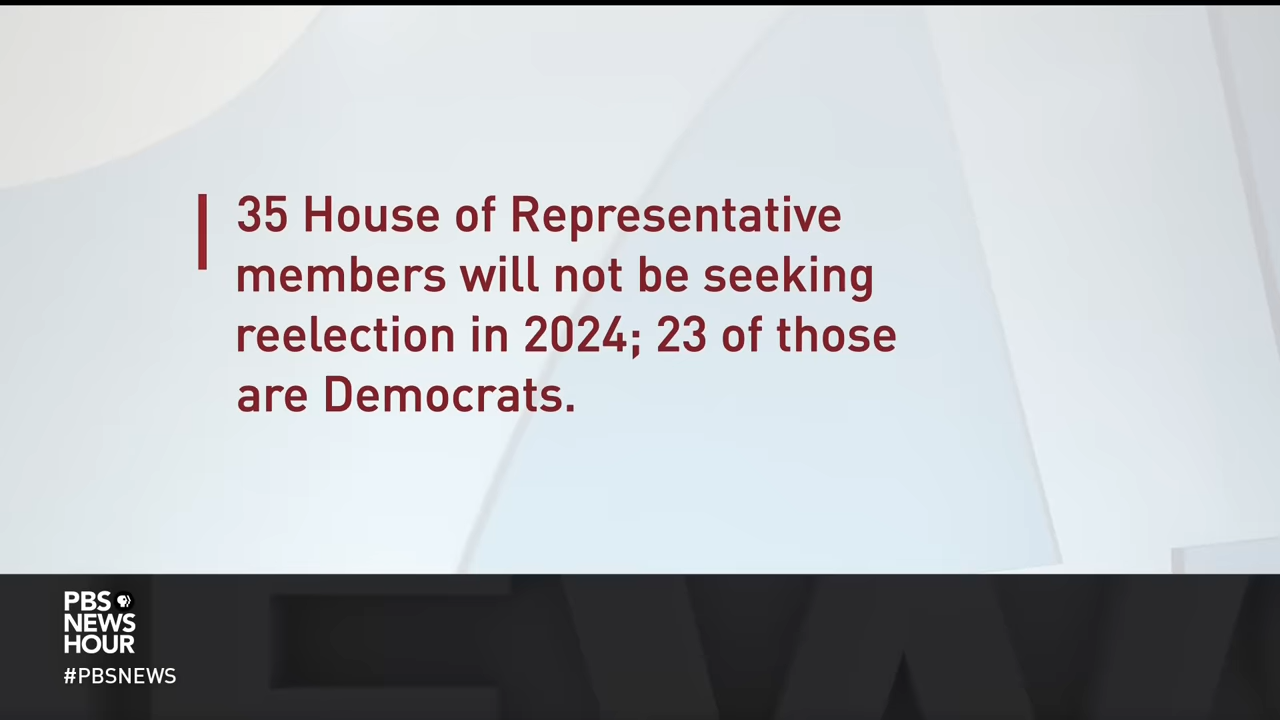 35 House of Representative
members will not be seeking
reelection in 2024; 23 of those
are Democrats.
PBS
NEWS
HOUR
#PBSNEWS